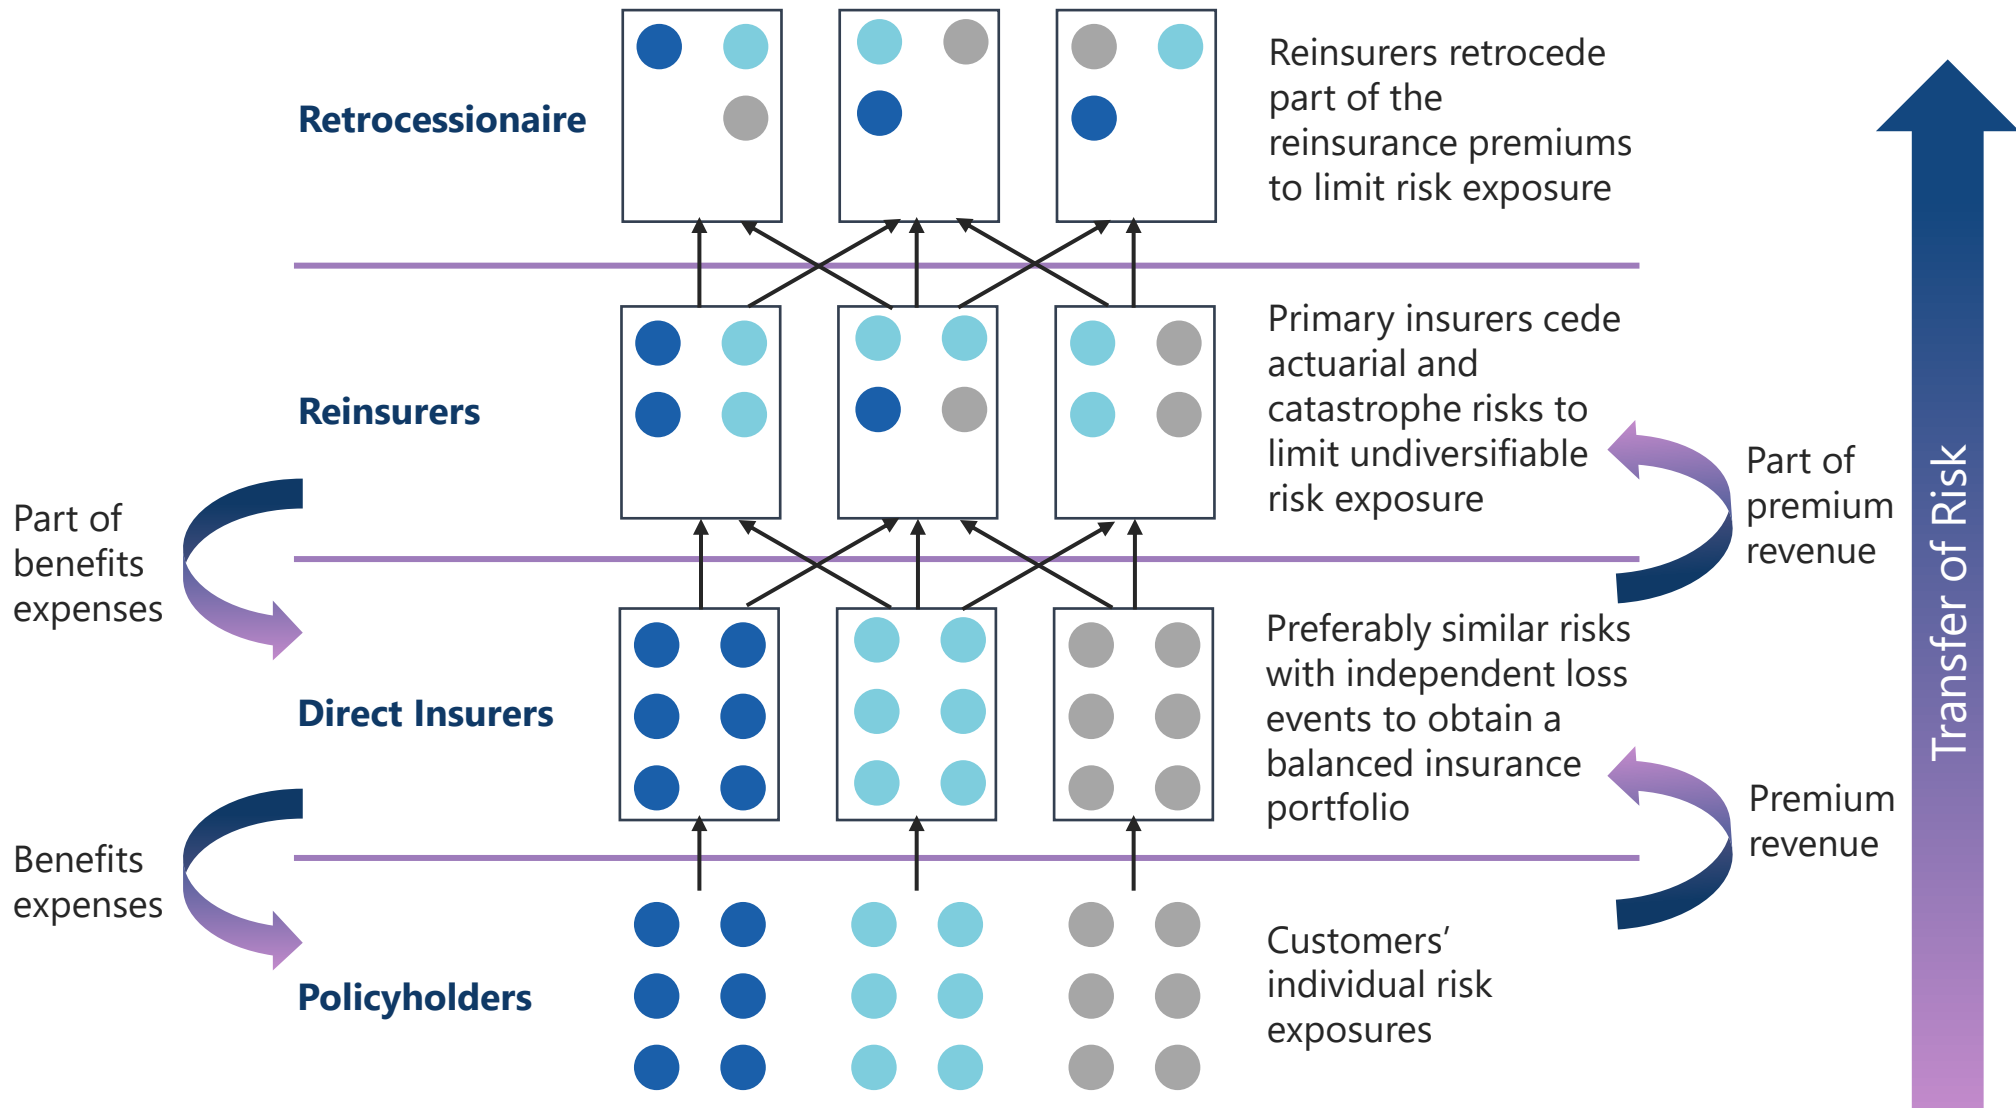 Retrocessionaire
Reinsurers retrocede
part of the
reinsurance premiums
to limit risk exposure
Reinsurers
Primary insurers cede
actuarial and
catastrophe risks to
limit undiversifiable
risk exposure
Part of
benefits
expenses
Part of
premium
revenue
Direct Insurers
Preferably similar risks
with independent loss
events to obtain a
balanced insurance
portfolio
Benefits
expenses
Premium
revenue
Policyholders
Customers’
individual risk
exposures
Transfer of Risk